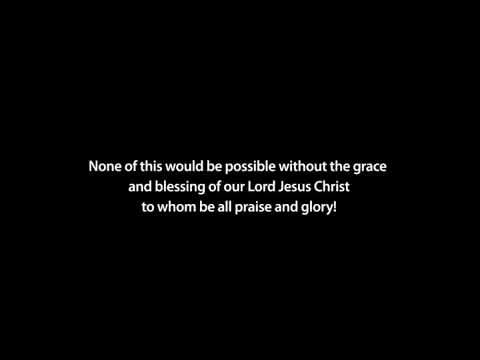 None of this would be possible without the grace
and blessing of our Lord Jesus Christ
to whom be all praise and glory!